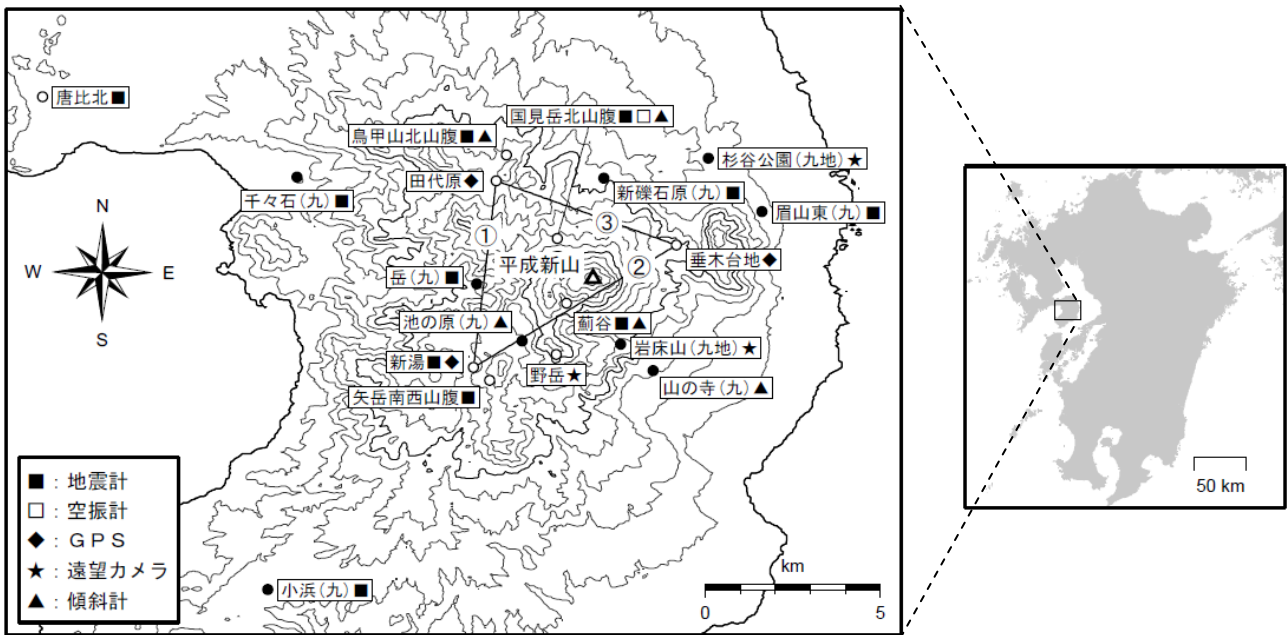 唐比北■
国見岳北山腹■□▲
鳥甲山北山腹■▲
杉谷公園(九地)★
田代原◆
新礫石原(九)■
千々石(九)■
眉山東(九)■
①
③
N
W
E
S
平成新山
②
垂木台地◆
岳(九)■
池の原(九)▲
薊谷■▲
岩床山(九地)★
新湯■◆
野岳★
山の寺(九)▲
矢岳南西山腹■
■：地震計
□：空振計
◆：GPS
★：遠望カメラ
▲：傾斜計
小浜(九)■
km
0 5
50 km